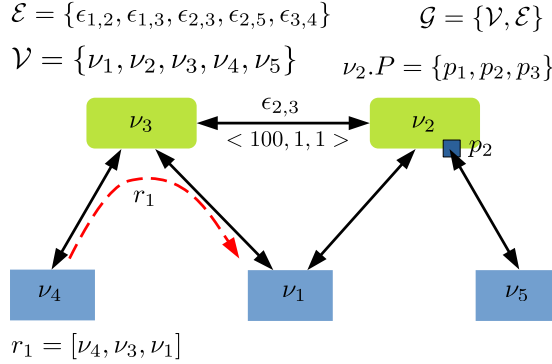 ℰ = {ϵ₁,₂, ϵ₁,₃, ϵ₂,₃, ϵ₂,₅, ϵ₃,₄}
𝒢 = {𝒱, ℰ}
𝒱 = {ν₁, ν₂, ν₃, ν₄, ν₅}
ν₂.P = {p₁, p₂, p₃}
ϵ₂,₃
ν₃
ν₂
< 100, 1, 1 >
p₂
r₁
ν₄
ν₁
ν₅
r₁ = [ν₄, ν₃, ν₁]